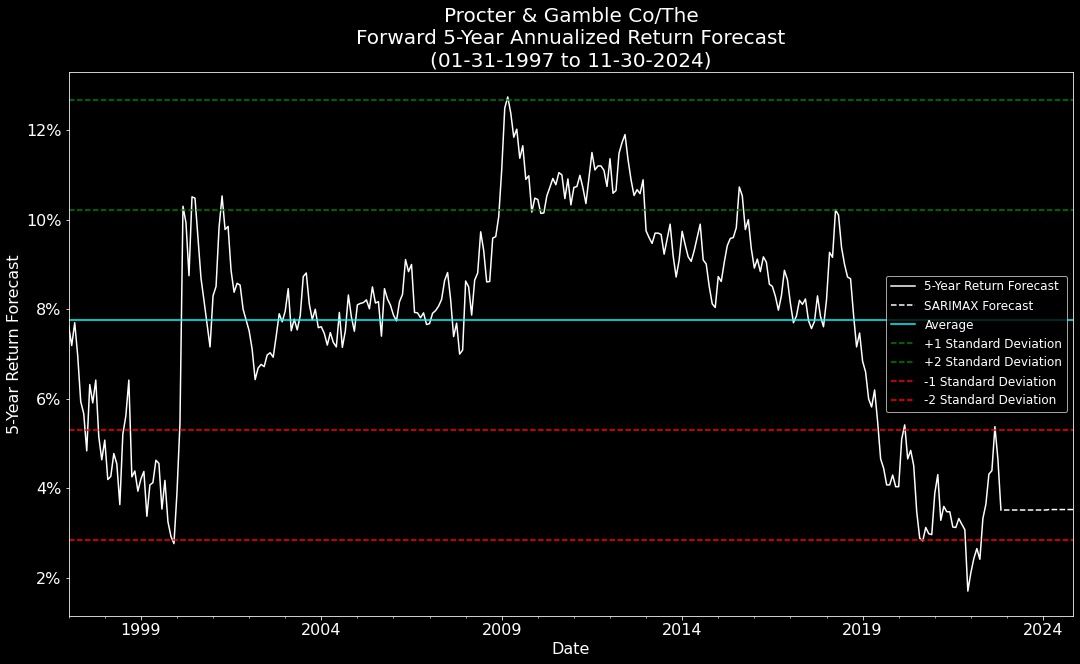 Procter & Gamble Co/The
Forward 5-Year Annualized Return Forecast
(01-31-1997 to 11-30-2024)
5-Year Return Forecast
12%
10%
8%
6%
4%
2%
5-Year Return Forecast
SARIMAX Forecast
Average
+1 Standard Deviation
+2 Standard Deviation
-1 Standard Deviation
-2 Standard Deviation
1999
2004
2009
2014
2019
2024
Date